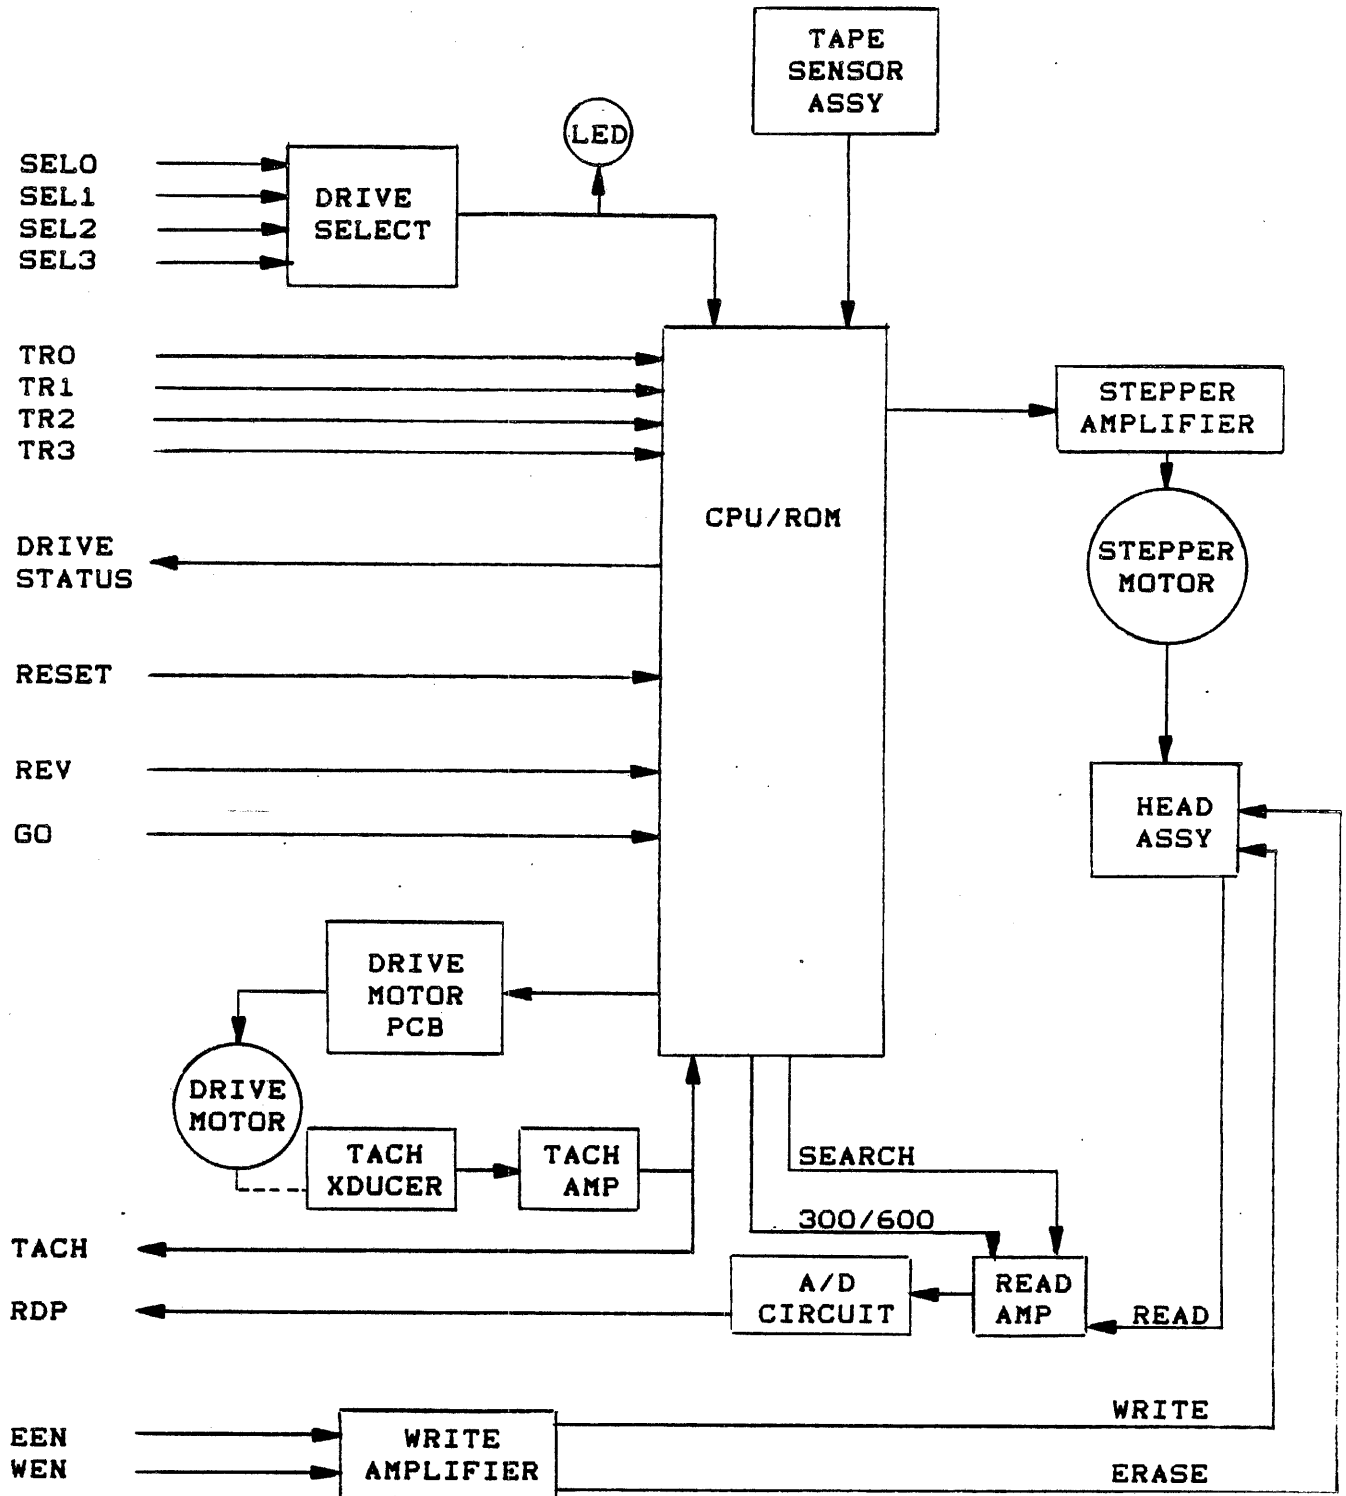 TAPE
SENSOR
ASSY
LED
SEL0
SEL1
SEL2
SEL3
DRIVE
SELECT
TR0
TR1
TR2
TR3
STEPPER
AMPLIFIER
CPU/ROM
DRIVE
STATUS
STEPPER
MOTOR
RESET
REV
GO
HEAD
ASSY
DRIVE
MOTOR
PCB
DRIVE
MOTOR
TACH
XDUCER
TACH
AMP
SEARCH
300/600
TACH
RDP
A/D
CIRCUIT
READ
AMP
READ
EEN
WEN
WRITE
AMPLIFIER
WRITE
ERASE